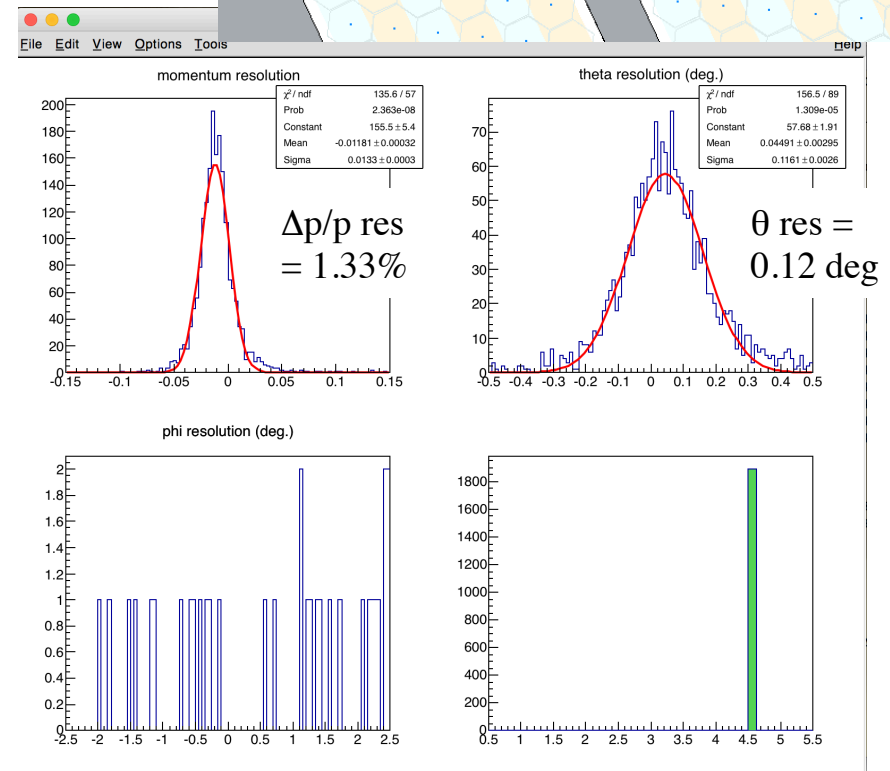 File Edit View Options Tools Help
momentum resolution
χ² / ndf 135.6 / 57
Prob 2.363e-08
Constant 155.5 ± 5.4
Mean -0.01181 ± 0.00032
Sigma 0.0133 ± 0.0003
200
180
160
140
120
100
80
60
40
20
0
-0.15 -0.1 -0.05 0 0.05 0.1 0.15
Δp/p res
= 1.33%
theta resolution (deg.)
χ² / ndf 156.5 / 89
Prob 1.309e-05
Constant 57.68 ± 1.91
Mean 0.04491 ± 0.00295
Sigma 0.1161 ± 0.0026
70
60
50
40
30
20
10
0
-0.5 -0.4 -0.3 -0.2 -0.1 0 0.1 0.2 0.3 0.4 0.5
θ res =
0.12 deg
phi resolution (deg.)
2
1.8
1.6
1.4
1.2
1
0.8
0.6
0.4
0.2
0
-2.5 -2 -1.5 -1 -0.5 0 0.5 1 1.5 2 2.5
1800
1600
1400
1200
1000
800
600
400
200
0
0.5 1 1.5 2 2.5 3 3.5 4 4.5 5 5.5